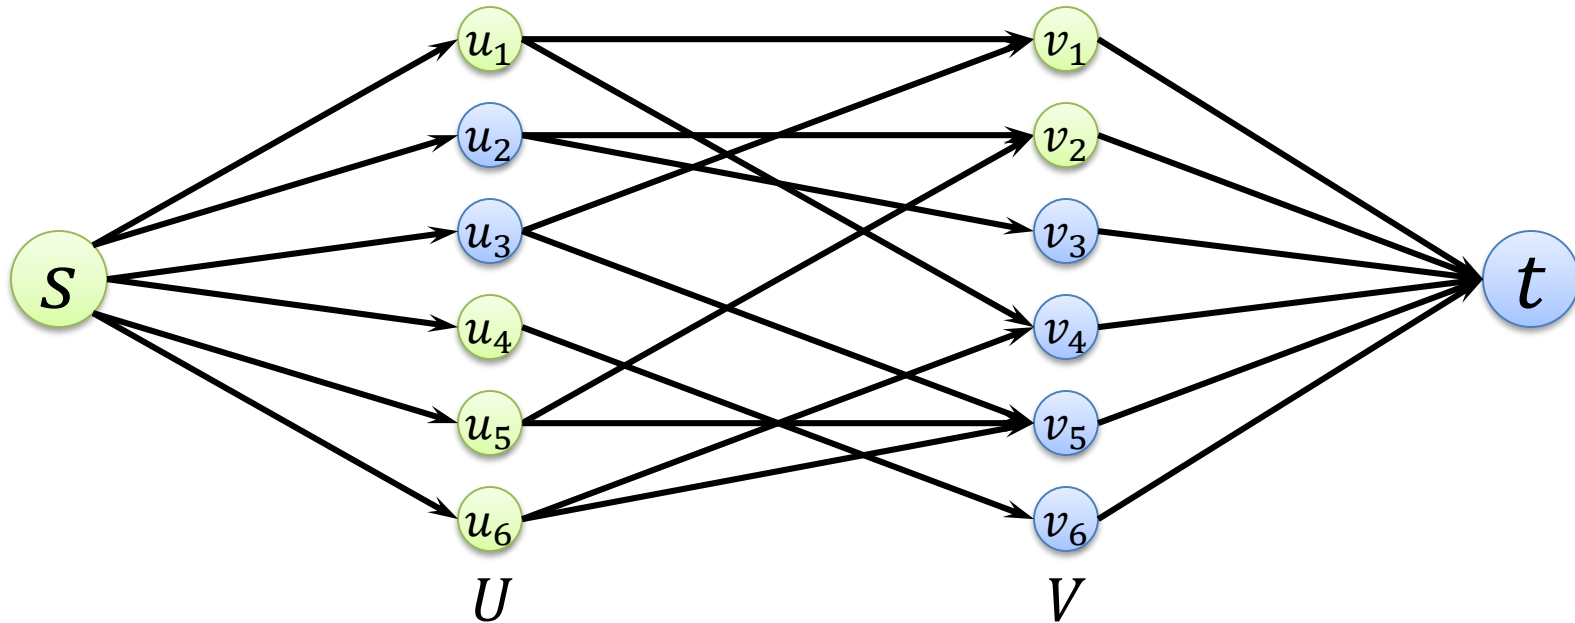 u₁ v₁
u₂ v₂
u₃ v₃
s t
u₄ v₄
u₅ v₅
u₆ v₆
U V